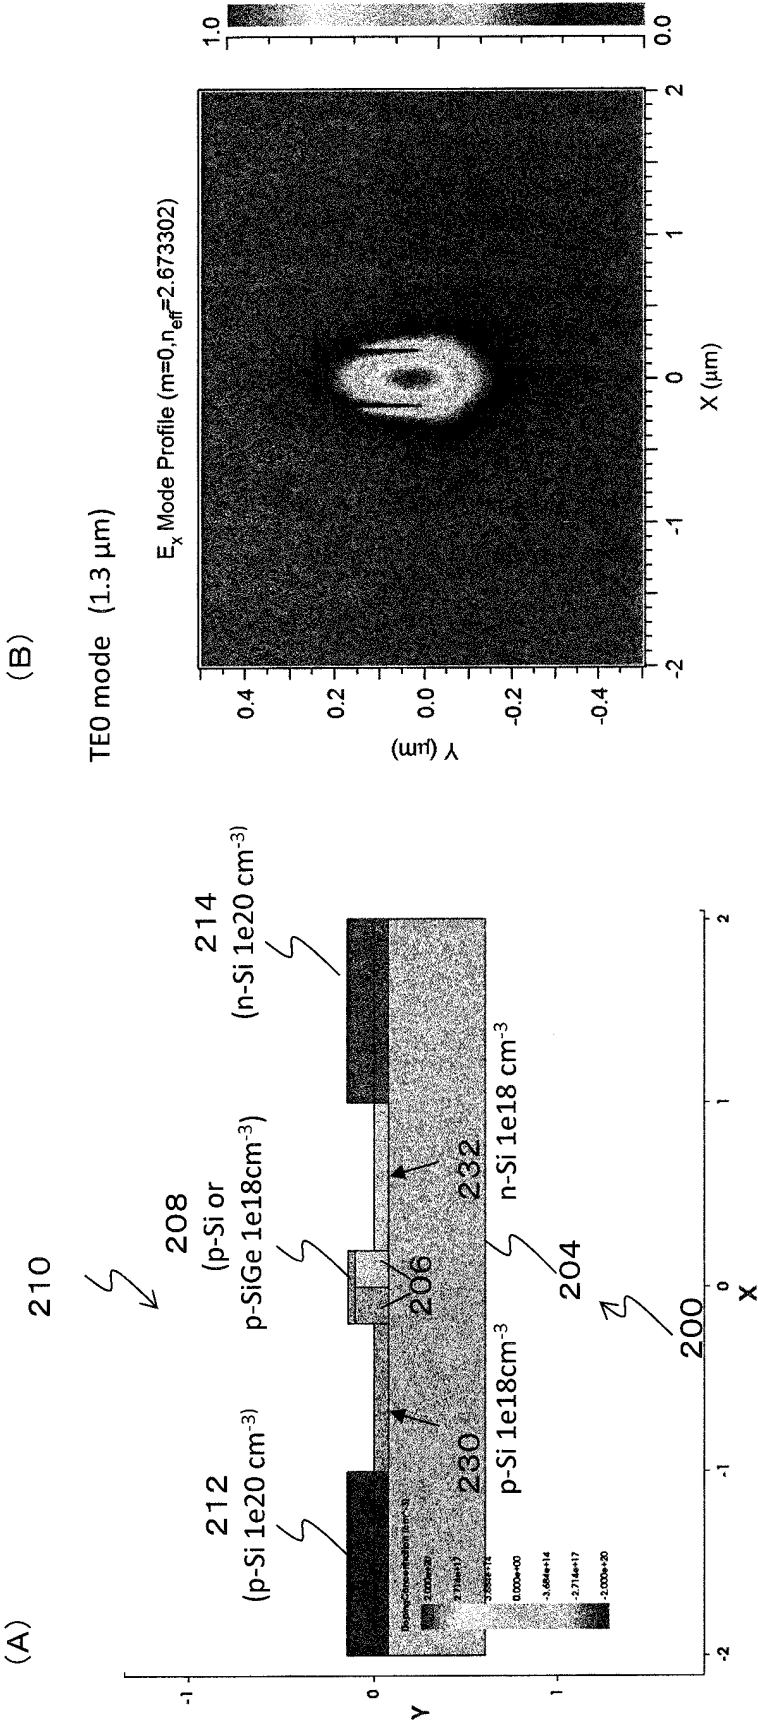 (A)
210
212
(p-Si 1e20 cm-3)
208
(p-Si or
p-SiGe 1e18cm-3)
214
(n-Si 1e20 cm-3)
-1
0
1
Y
206
230
232
p-Si 1e18cm-3
n-Si 1e18 cm-3
204
200
2.000e+20
2.714e+17
3.684e+14
0.000e+00
-3.684e+14
-2.714e+17
-2.000e+20
-2
-1
0
1
2
X
(B)
TE0 mode (1.3 μm)
Ex Mode Profile (m=0,neff=2.673302)
1.0
0.0
0.4
0.2
0.0
-0.2
-0.4
Y (μm)
-2
-1
0
1
2
X (μm)